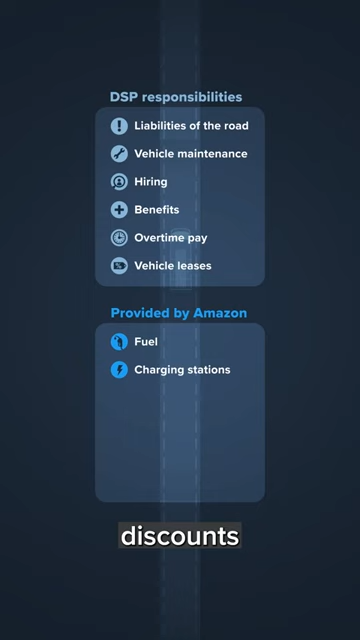 DSP responsibilities
Liabilities of the road
Vehicle maintenance
Hiring
Benefits
Overtime pay
Vehicle leases
Provided by Amazon
Fuel
Charging stations
discounts